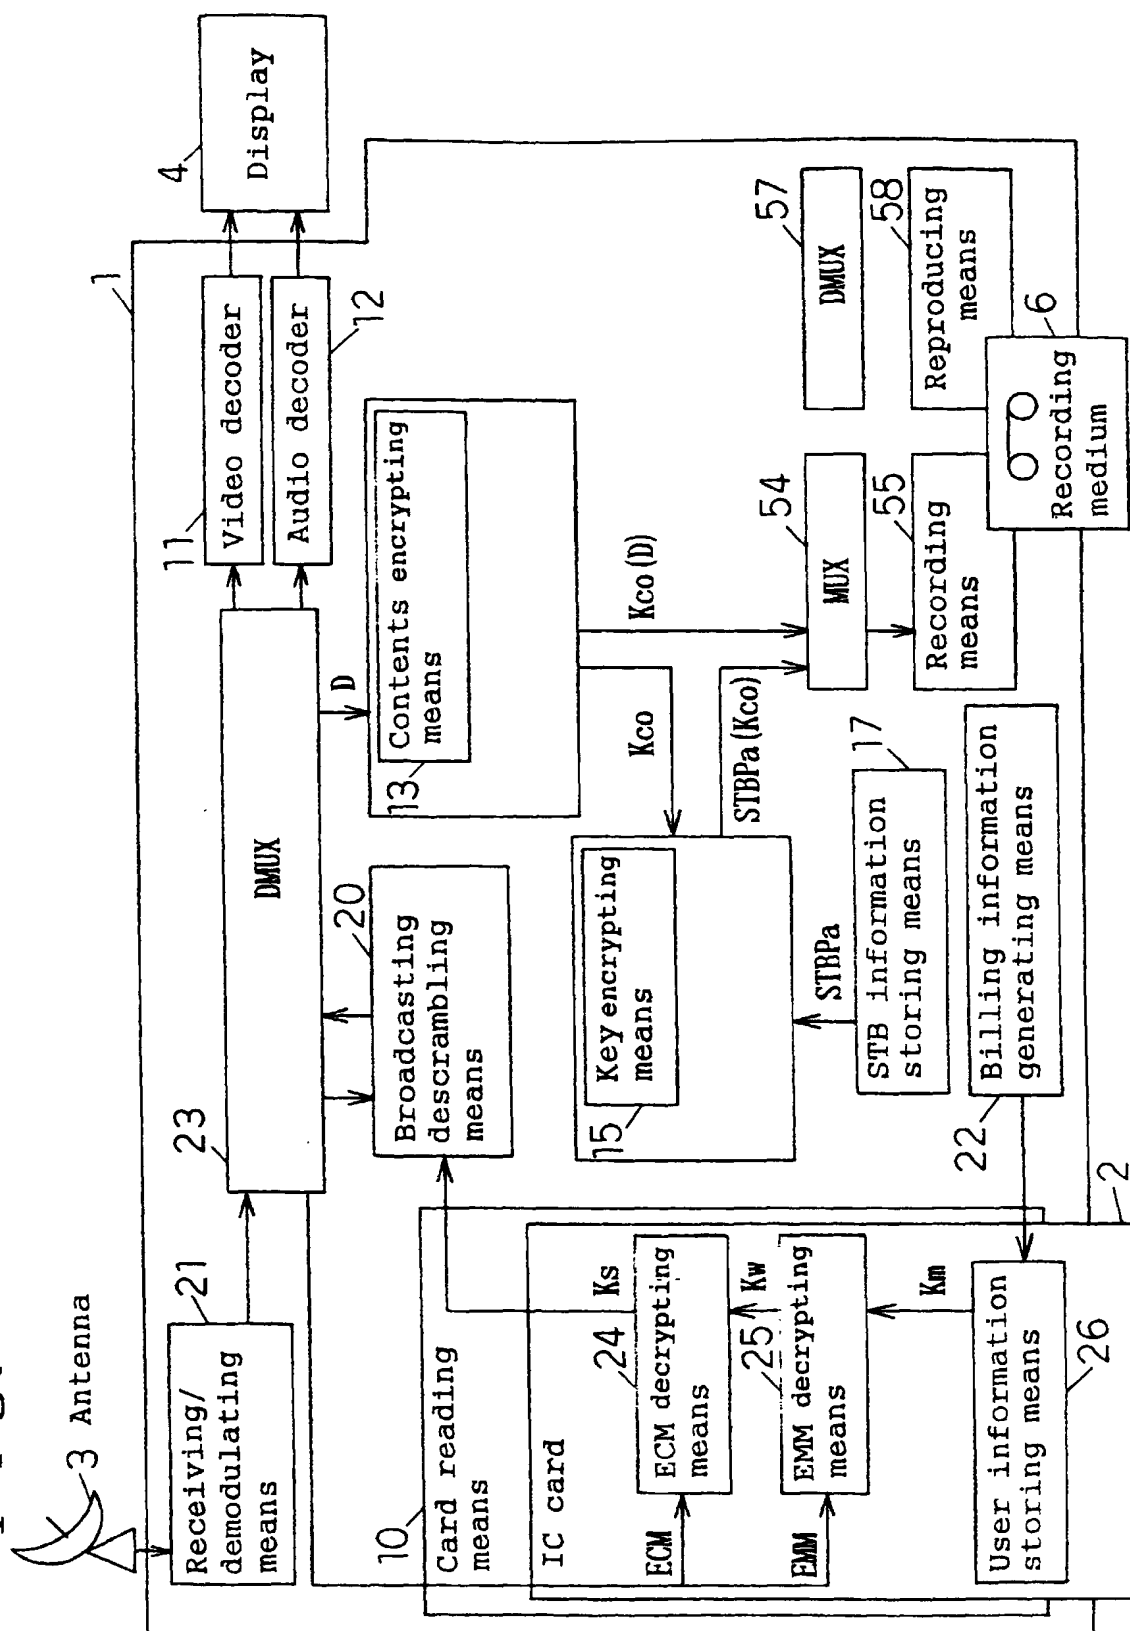 3 Antenna
Receiving/
demodulating
means
21
23
DMUX
1
11
Video decoder
Audio decoder
12
4
Display
D
20
Broadcasting
descrambling
means
13
Contents encrypting
means
10
Card reading
means
IC card
ECM
ECM decrypting
means
24
Ks
EMM
EMM decrypting
means
25
Kw
Km
User information
storing means
26
2
15
Key encrypting
means
Kco
Kco(D)
STBPa(Kco)
STBPa
STB information
storing means
17
Billing information
generating means
22
MUX
54
Recording
means
55
DMUX
57
Reproducing
means
58
Recording
medium
6